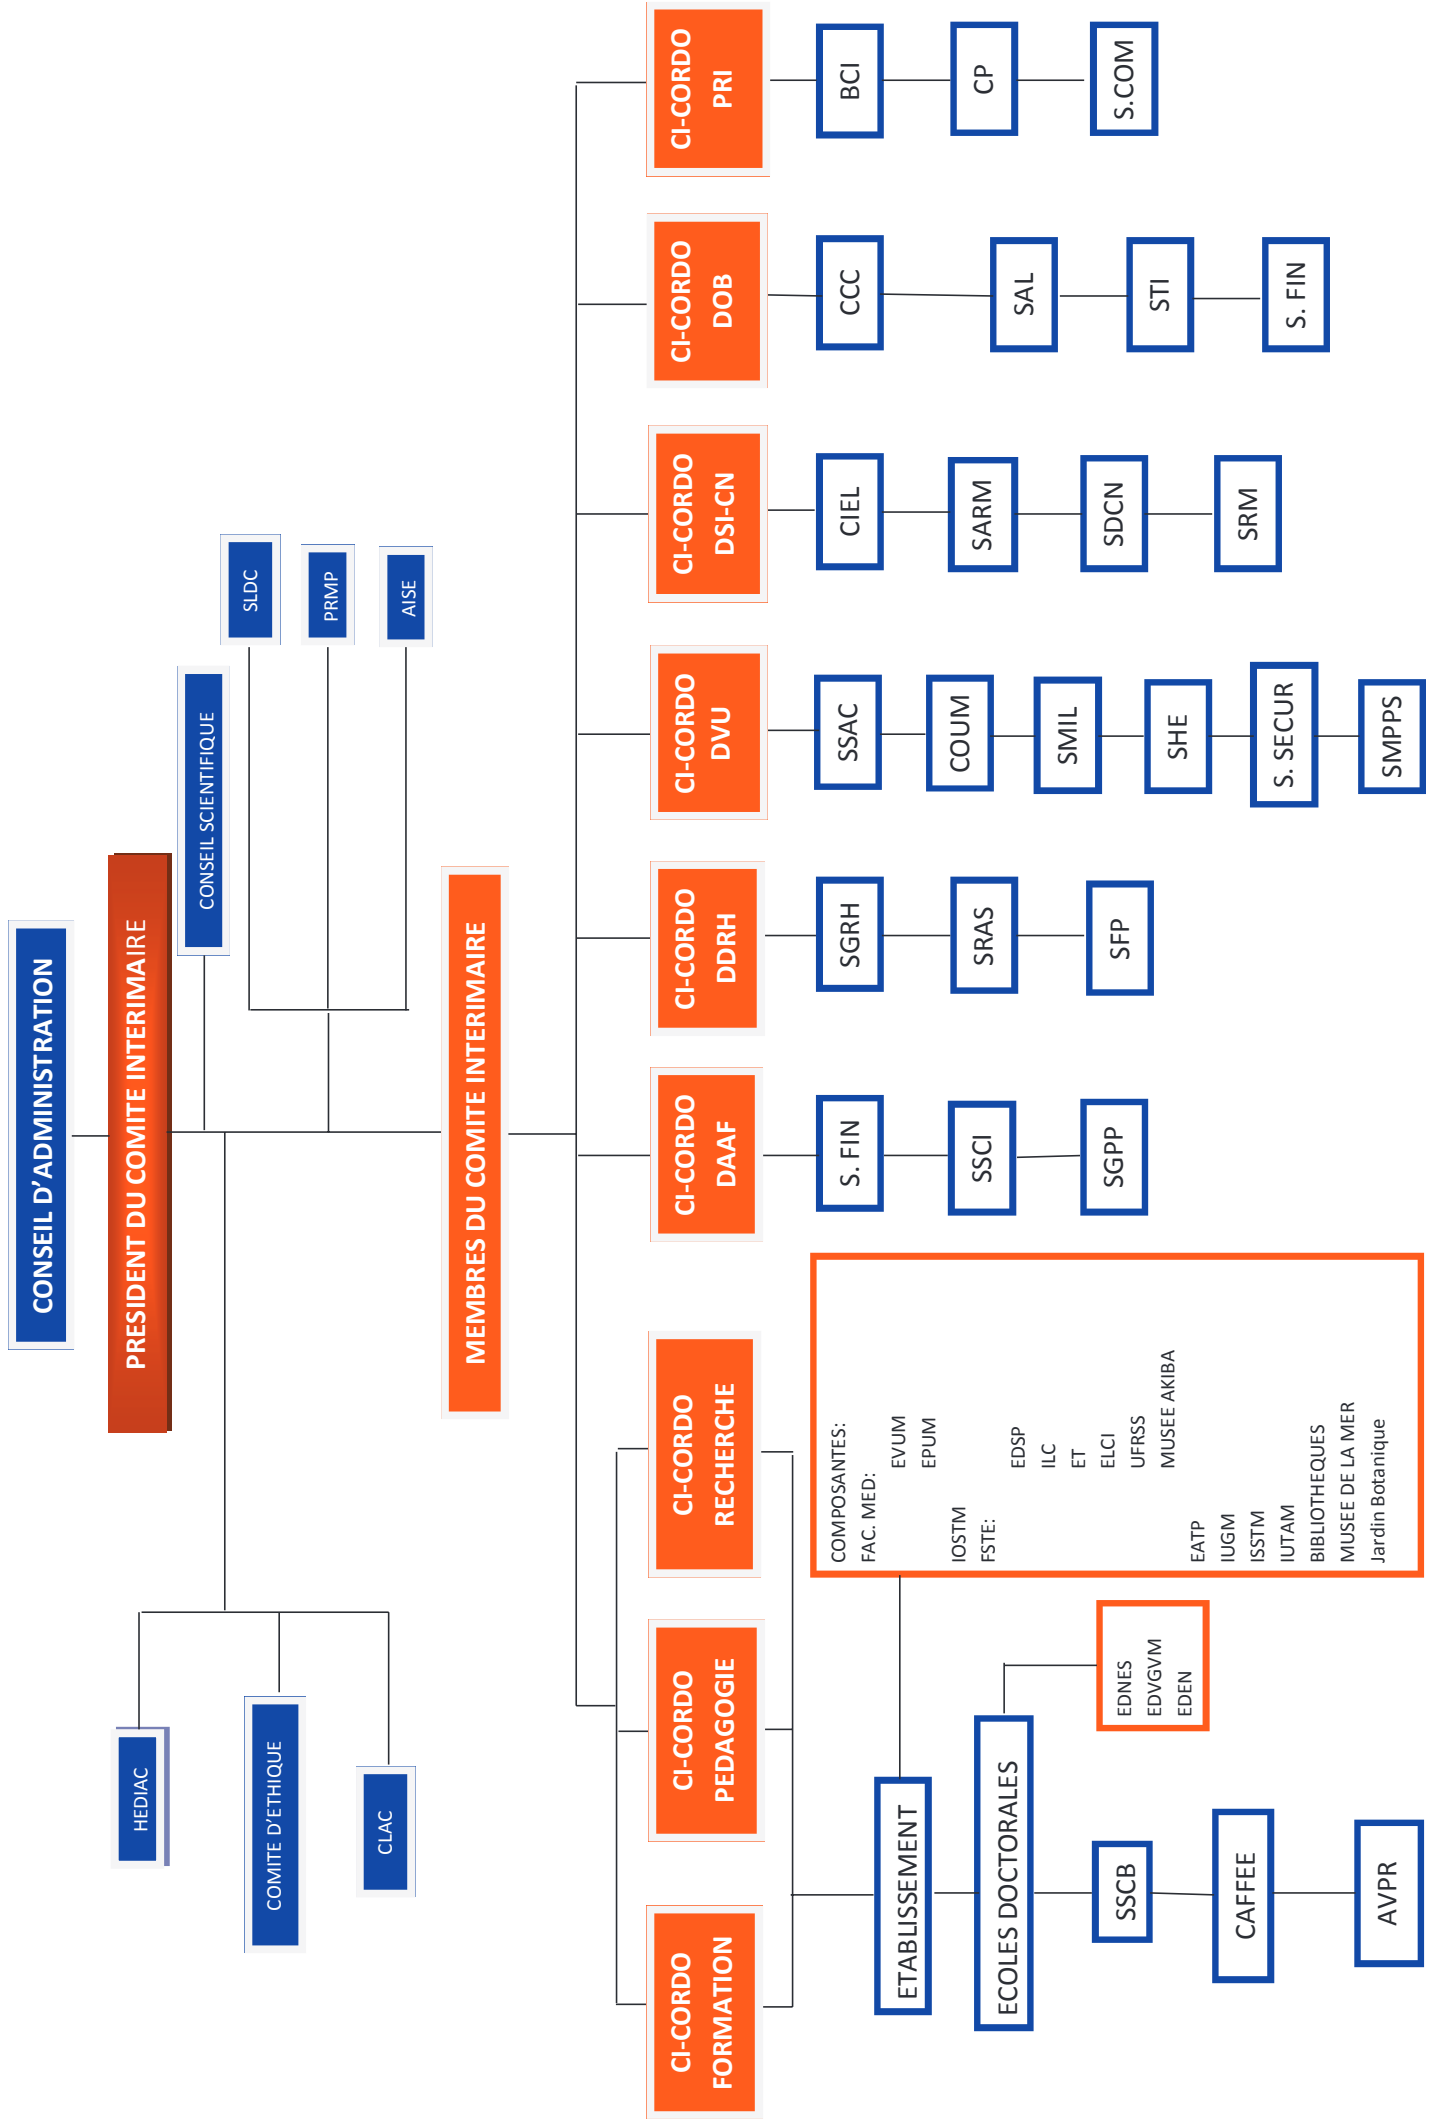 CONSEIL D'ADMINISTRATION
PRESIDENT DU COMITE INTERIMAIRE
CONSEIL SCIENTIFIQUE
HEDIAC
COMITE D'ETHIQUE
CLAC
SLDC
PRMP
AISE
MEMBRES DU COMITE INTERIMAIRE
CI-CORDO
FORMATION
CI-CORDO
PEDAGOGIE
CI-CORDO
RECHERCHE
CI-CORDO
DAAF
CI-CORDO
DDRH
CI-CORDO
DVU
CI-CORDO
DSI-CN
CI-CORDO
DOB
CI-CORDO
PRI
ETABLISSEMENT
ECOLES DOCTORALES
SSCB
CAFFEE
AVPR
EDNES
EDVGVM
EDEN
COMPOSANTES:
FAC. MED:
EVUM
EPUM
IOSTM
FSTE:
EDSP
ILC
ET
ELCI
UFRSS
MUSEE AKIBA
EATP
IUGM
ISSTM
IUTAM
BIBLIOTHEQUES
MUSEE DE LA MER
Jardin Botanique
S. FIN
SSCI
SGPP
SGRH
SRAS
SFP
SSAC
COUM
SMIL
SHE
S. SECUR
SMPPS
CIEL
SARM
SDCN
SRM
CCC
SAL
STI
S. FIN
BCI
CP
S.COM